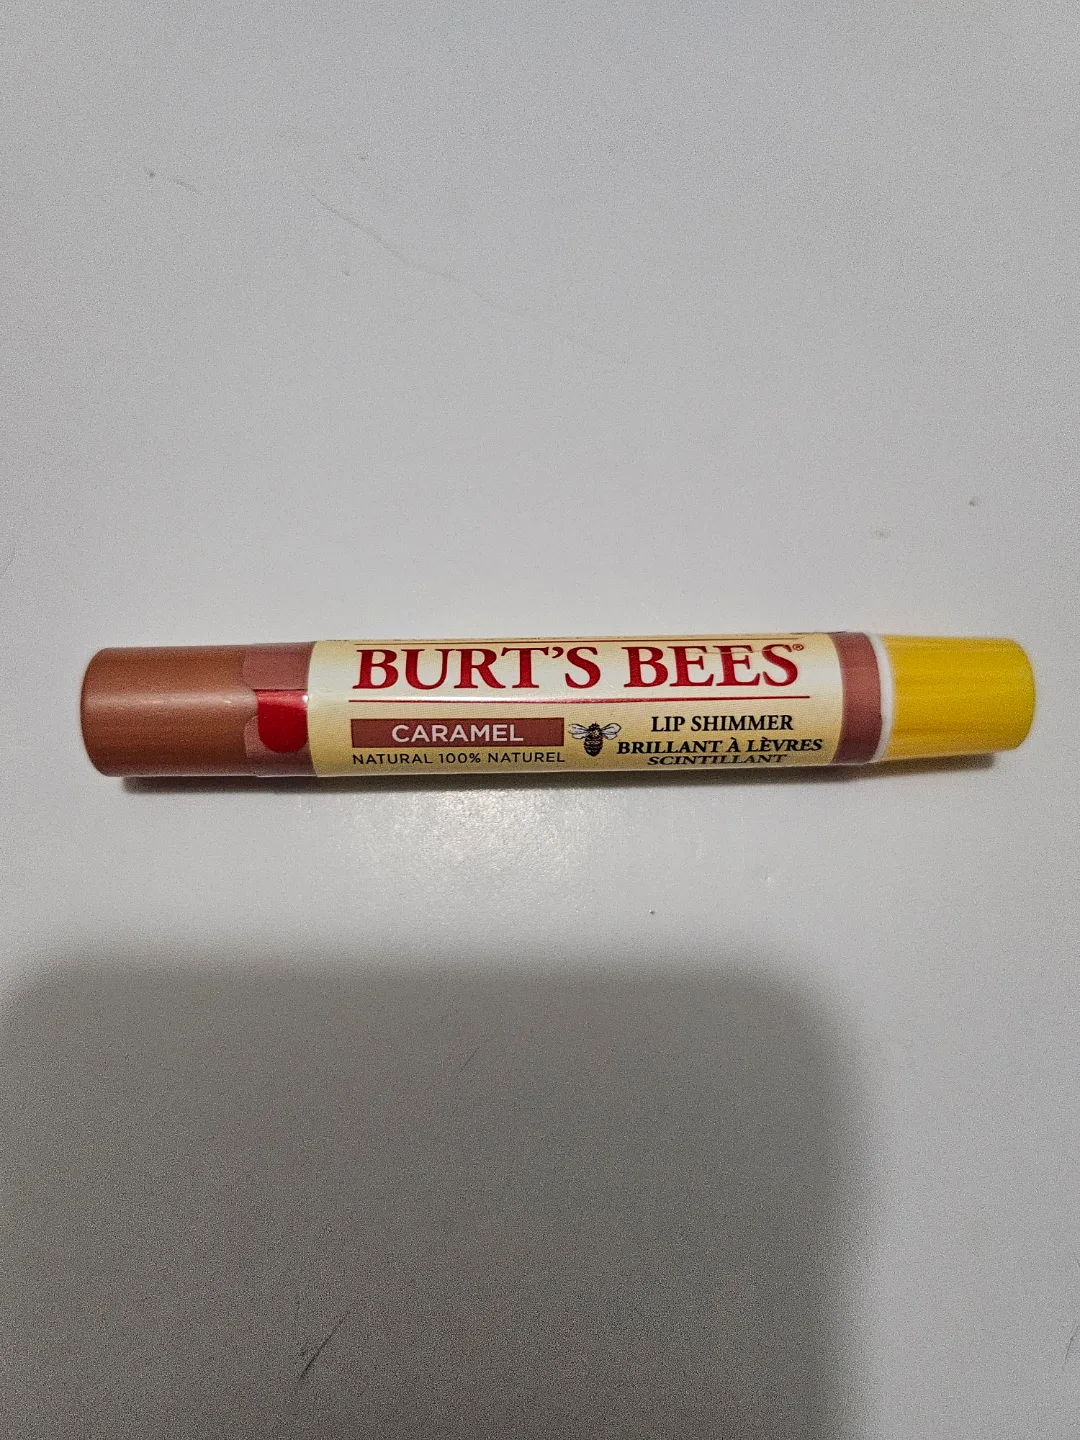 BURT'S BEES®
CARAMEL
NATURAL 100% NATUREL
LIP SHIMMER
BRILLANT À LÈVRES
SCINTILLANT